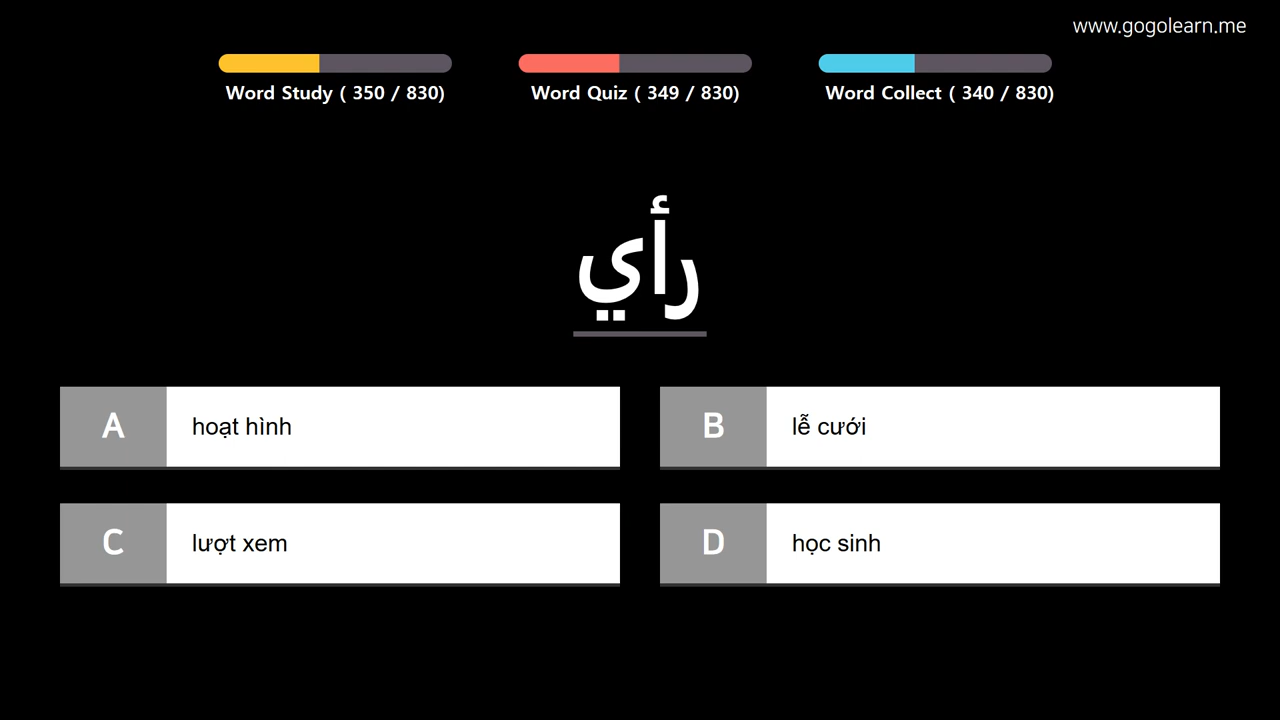 www.gogolearn.me
Word Study ( 350 / 830)
Word Quiz ( 349 / 830)
Word Collect ( 340 / 830)
رأي
A hoạt hình
B lễ cưới
C lượt xem
D học sinh